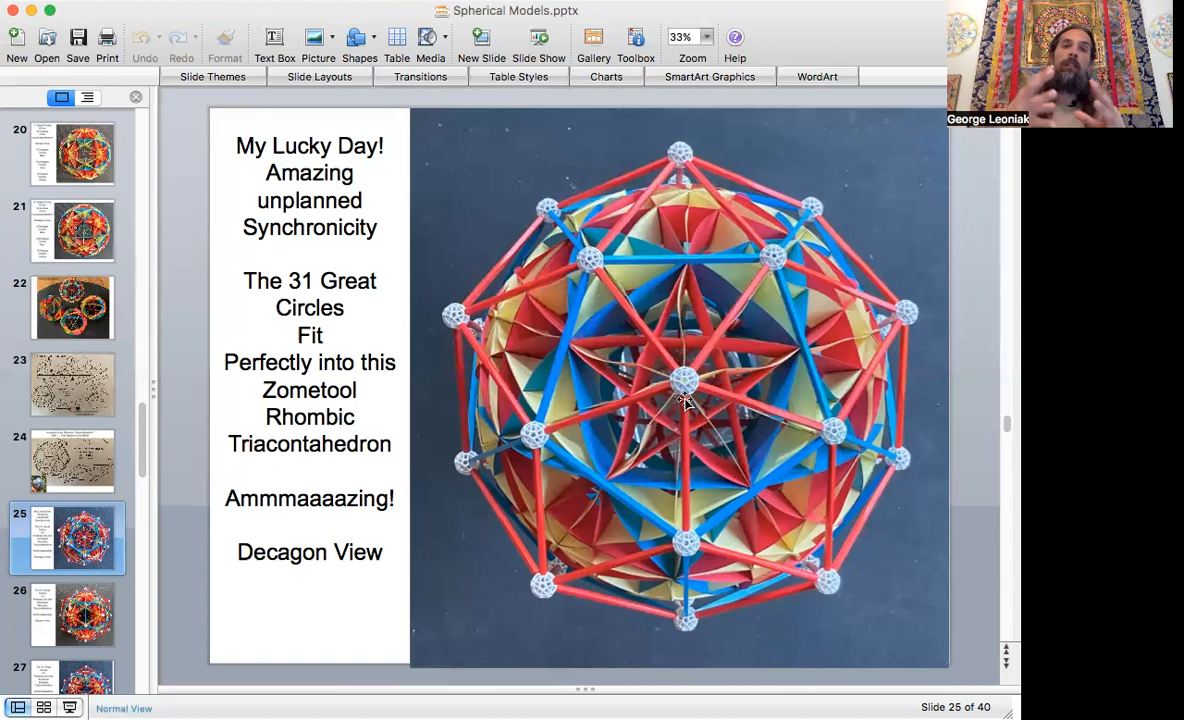 Spherical Models.pptx
New Open Save Print Undo Redo Format Text Box Picture Shapes Table Media New Slide Slide Show Gallery Toolbox Zoom Help
33%
Slide Themes Slide Layouts Transitions Table Styles Charts SmartArt Graphics WordArt
George Leoniak
20
21
22
23
24
25
26
27
My Lucky Day!
Amazing
unplanned
Synchronicity
The 31 Great
Circles
Fit
Perfectly into this
Zometool
Rhombic
Triacontahedron
Ammmaaaazing!
Decagon View
Normal View
Slide 25 of 40